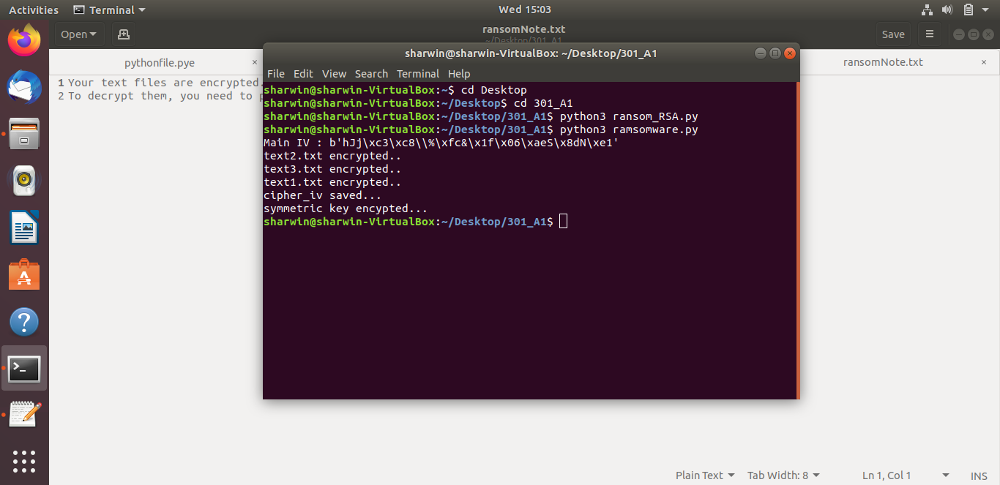 Activities Terminal Wed 15:03
Open ransomNote.txt Save
~/Desktop/301_A1
pythonfile.pye × ransomNote.txt ×
1 Your text files are encrypted.
2 To decrypt them, you need to
sharwin@sharwin-VirtualBox: ~/Desktop/301_A1
File Edit View Search Terminal Help
sharwin@sharwin-VirtualBox:~$ cd Desktop
sharwin@sharwin-VirtualBox:~/Desktop$ cd 301_A1
sharwin@sharwin-VirtualBox:~/Desktop/301_A1$ python3 ransom_RSA.py
sharwin@sharwin-VirtualBox:~/Desktop/301_A1$ python3 ramsomware.py
Main IV : b'hJj\xc3\xc8\\%\xfc&\x1f\x06\xaeS\x8dN\xe1'
text2.txt encrypted..
text3.txt encrypted..
text1.txt encrypted..
cipher_iv saved...
symmetric key encypted...
sharwin@sharwin-VirtualBox:~/Desktop/301_A1$
Plain Text Tab Width: 8 Ln 1, Col 1 INS